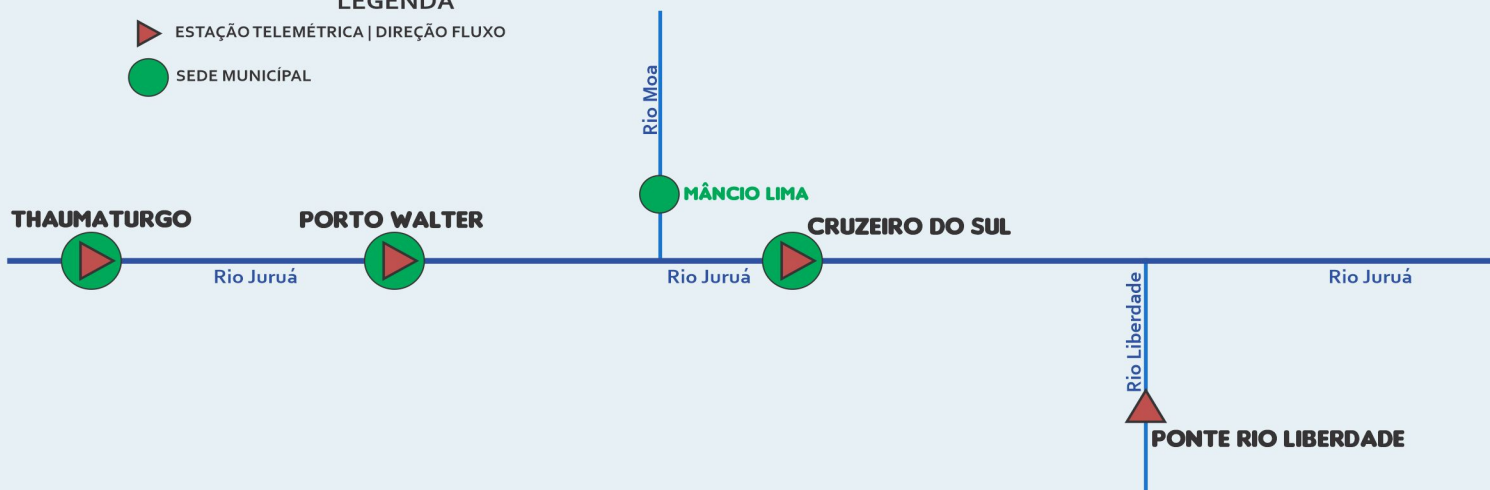 LEGENDA
ESTAÇÃO TELEMÉTRICA | DIREÇÃO FLUXO
SEDE MUNICÍPAL
Rio Moa
MÂNCIO LIMA
THAUMATURGO
PORTO WALTER
CRUZEIRO DO SUL
Rio Juruá
Rio Juruá
Rio Juruá
Rio Liberdade
PONTE RIO LIBERDADE